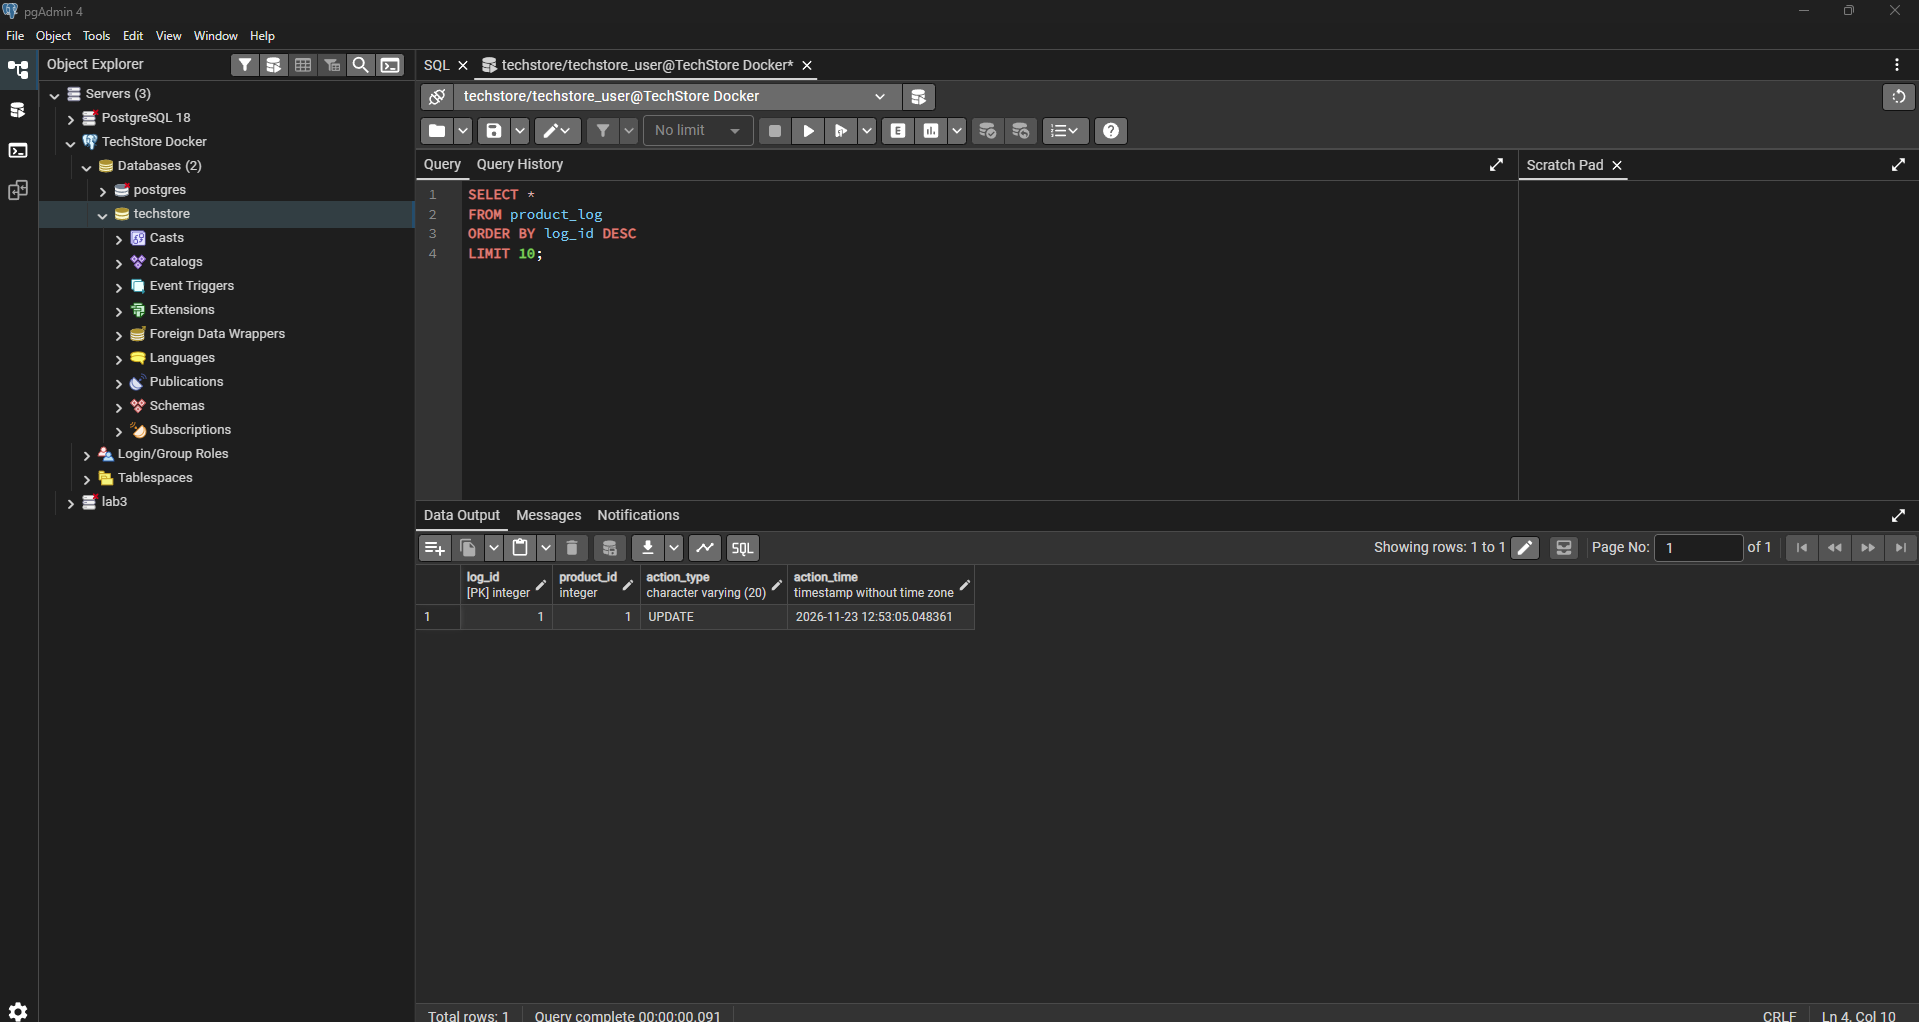 pgAdmin 4
File Object Tools Edit View Window Help
Object Explorer
Servers (3)
PostgreSQL 18
TechStore Docker
Databases (2)
postgres
techstore
Casts
Catalogs
Event Triggers
Extensions
Foreign Data Wrappers
Languages
Publications
Schemas
Subscriptions
Login/Group Roles
Tablespaces
lab3
SQL techstore/techstore_user@TechStore Docker*
techstore/techstore_user@TechStore Docker
No limit E
Query Query History
Scratch Pad
1 SELECT *
2 FROM product_log
3 ORDER BY log_id DESC
4 LIMIT 10;
Data Output Messages Notifications
SQL Showing rows: 1 to 1 Page No: 1 of 1
log_id product_id action_type action_time
[PK] integer integer character varying (20) timestamp without time zone
1 1 1 UPDATE 2026-11-23 12:53:05.048361
Total rows: 1 Query complete 00:00:00.091 CRLF Ln 4, Col 10